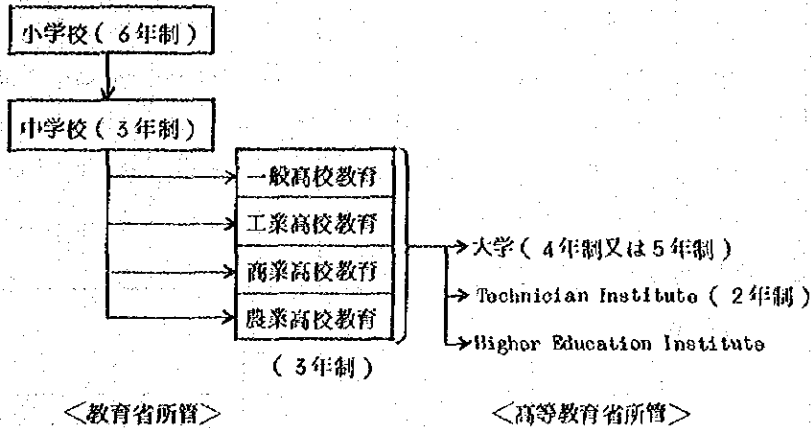 小学校（6年制）
中学校（3年制）
一般高校教育
工業高校教育
商業高校教育
農業高校教育
（3年制）
大学（4年制又は5年制）
Technician Institute（2年制）
Higher Education Institute
＜教育省所管＞
＜高等教育省所管＞